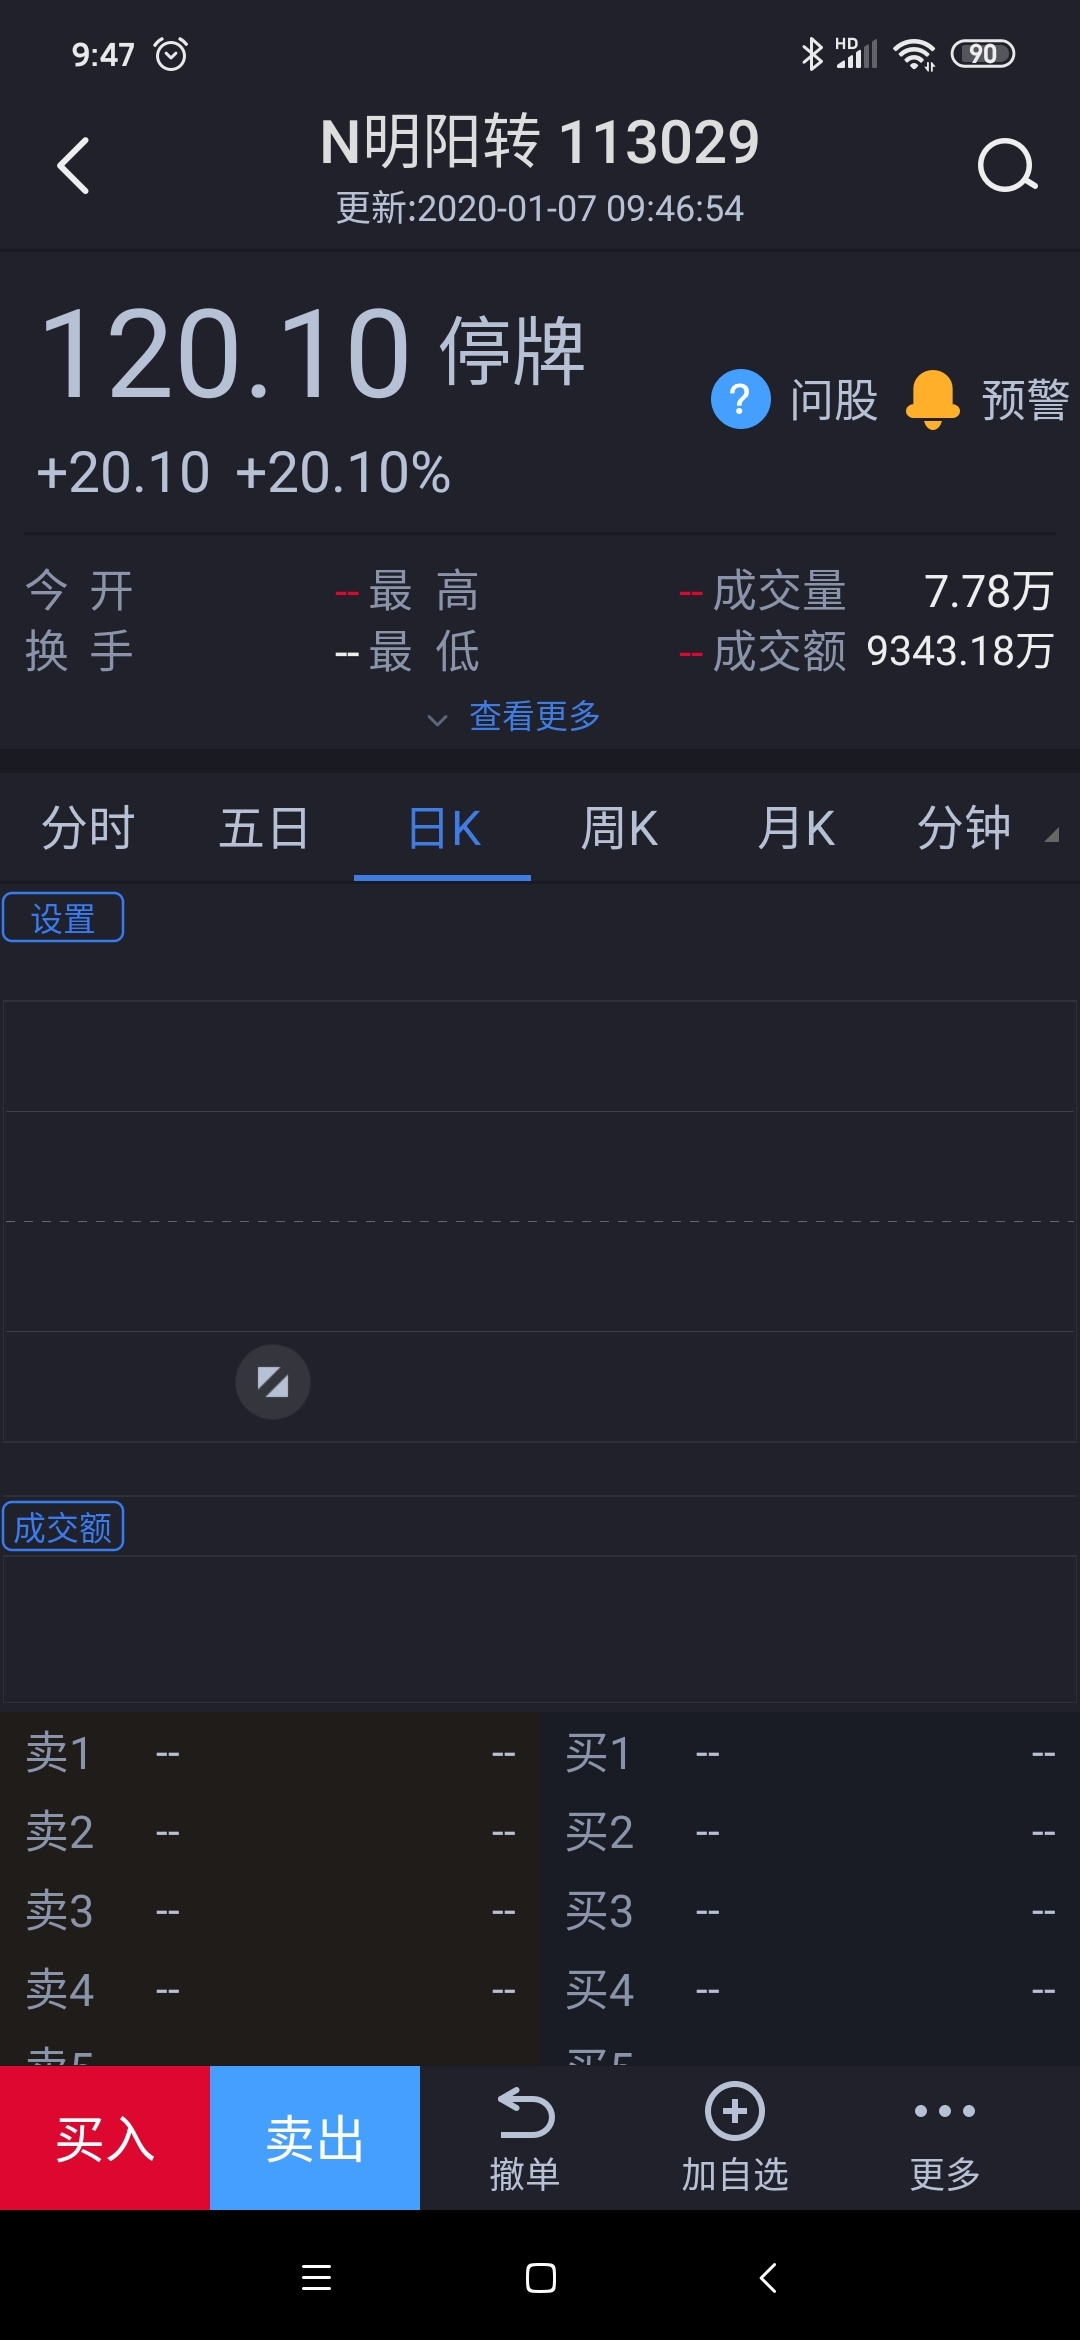 9:47 HD 90
N明阳转 113029
更新:2020-01-07 09:46:54
120.10 停牌
? 问股 预警
+20.10 +20.10%
今开 -- 最高 -- 成交量 7.78万
换手 -- 最低 -- 成交额 9343.18万
查看更多
分时 五日 日K 周K 月K 分钟
设置
成交额
卖1 -- -- 买1 -- --
卖2 -- -- 买2 -- --
卖3 -- -- 买3 -- --
卖4 -- -- 买4 -- --
卖5 买5
买入 卖出 撤单 加自选 更多